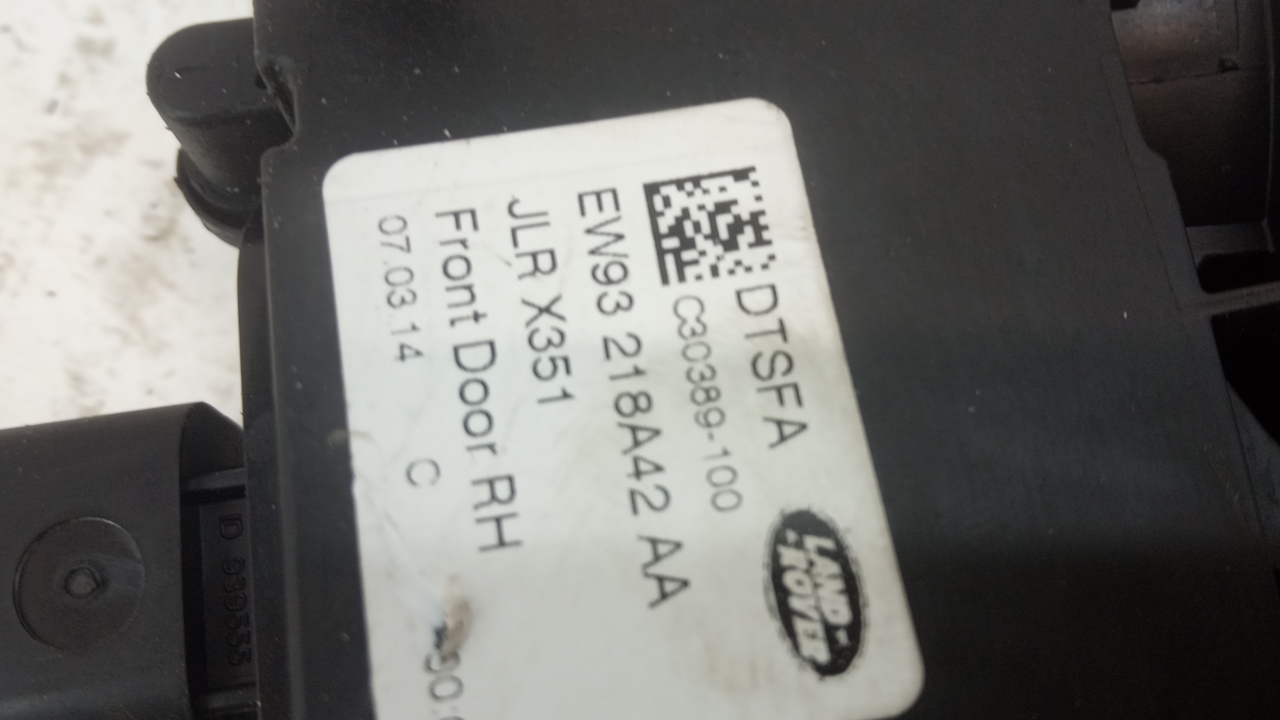 DTSFA
C30389-100
LAND-
-ROVER
EW93 218A42 AA
JLR X351
Front Door RH
07.03.14
C